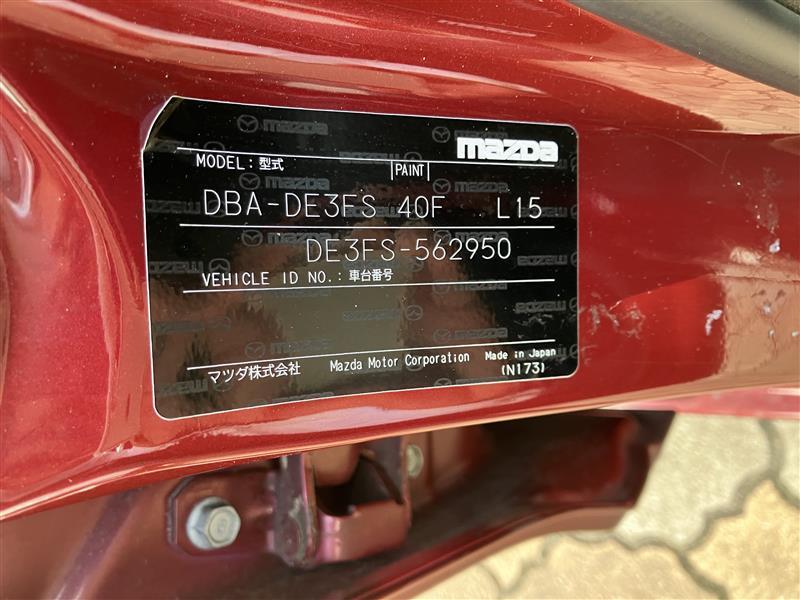 mazda
MODEL : 型式 PAINT
DBA-DE3FS 40F L15
DE3FS-562950
VEHICLE ID NO. : 車台番号
マツダ株式会社 Mazda Motor Corporation Made in Japan
(N173)